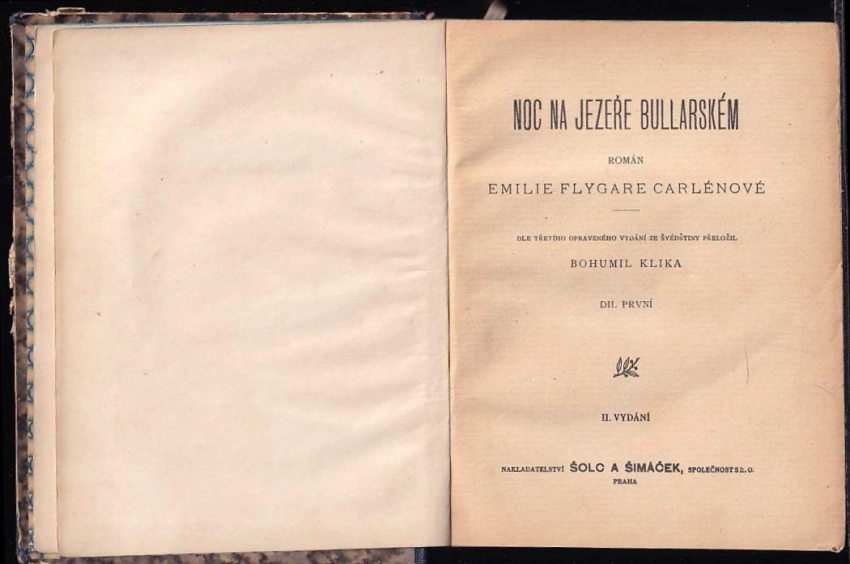 NOC NA JEZEŘE BULLARSKÉM
ROMÁN
EMILIE FLYGARE CARLÉNOVÉ
DLE TŘETÍHO OPRAVENÉHO VYDÁNÍ ZE ŠVÉDŠTINY PŘELOŽIL
BOHUMIL KLIKA
DIL PRVNÍ
II. VYDÁNÍ
NAKLADATELSTVÍ ŠOLC A ŠIMÁČEK, SPOLEČNOST S R. O.
PRAHA